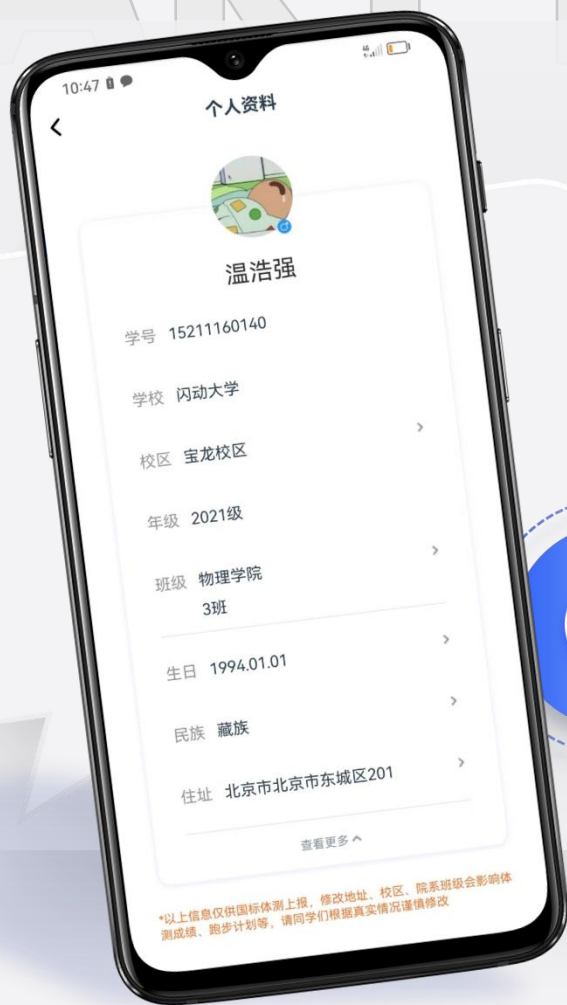 10:47
个人资料
温浩强
学号 15211160140
学校 闪动大学
校区 宝龙校区
年级 2021级
班级 物理学院
3班
生日 1994.01.01
民族 藏族
住址 北京市北京市东城区201
查看更多
*以上信息仅供国标体测上报，修改地址、校区、院系班级会影响体
测成绩、跑步计划等，请同学们根据真实情况谨慎修改